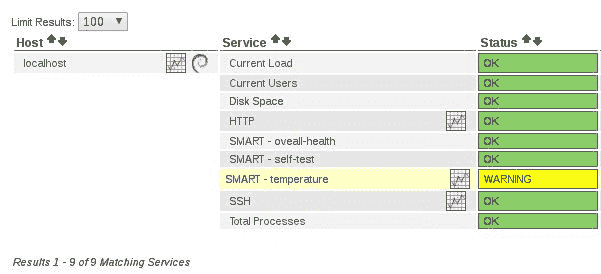 Limit Results: 100
Host Service Status
localhost Current Load OK
Current Users OK
Disk Space OK
HTTP OK
SMART - oveall-health OK
SMART - self-test OK
SMART - temperature WARNING
SSH OK
Total Processes OK
Results 1 - 9 of 9 Matching Services